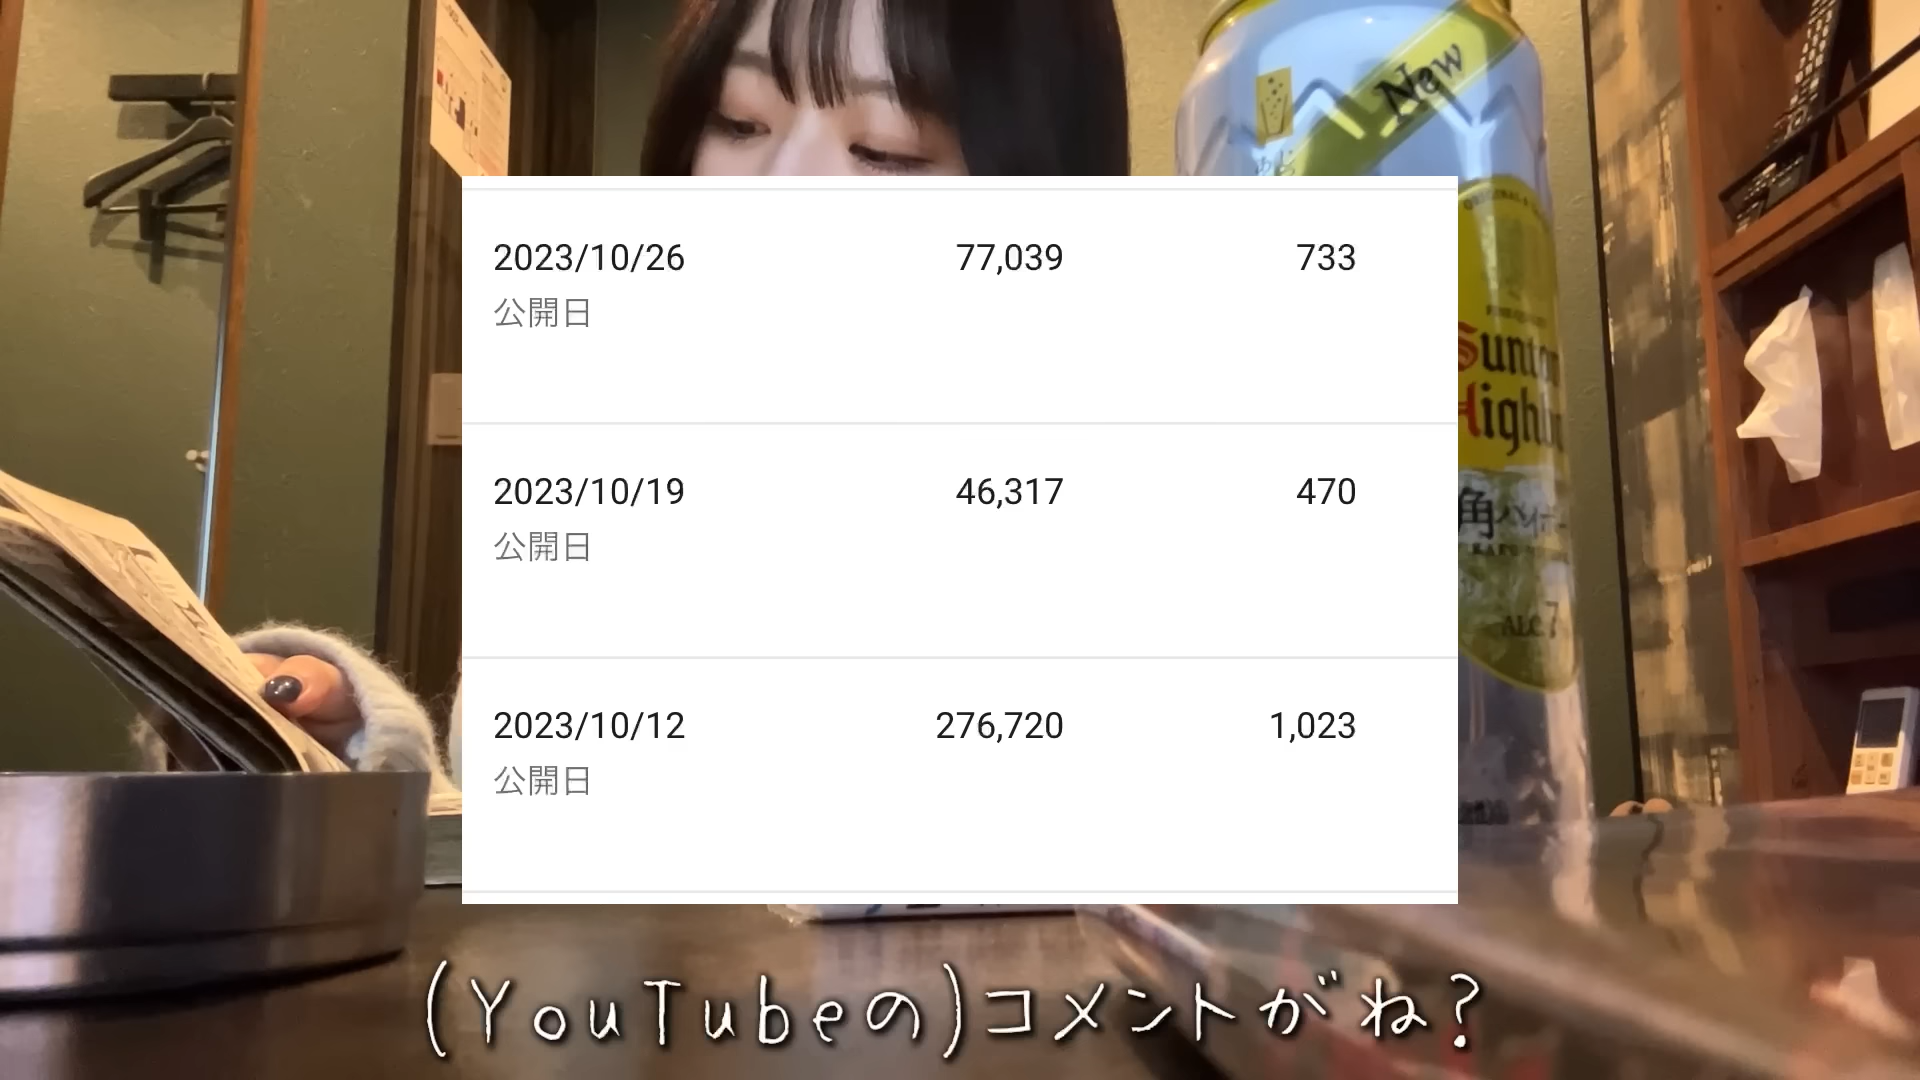 New
2023/10/26 77,039 733
公開日
2023/10/19 46,317 470
公開日
2023/10/12 276,720 1,023
公開日
角ハイボール
ALC.7
(YouTubeの)コメントがね?